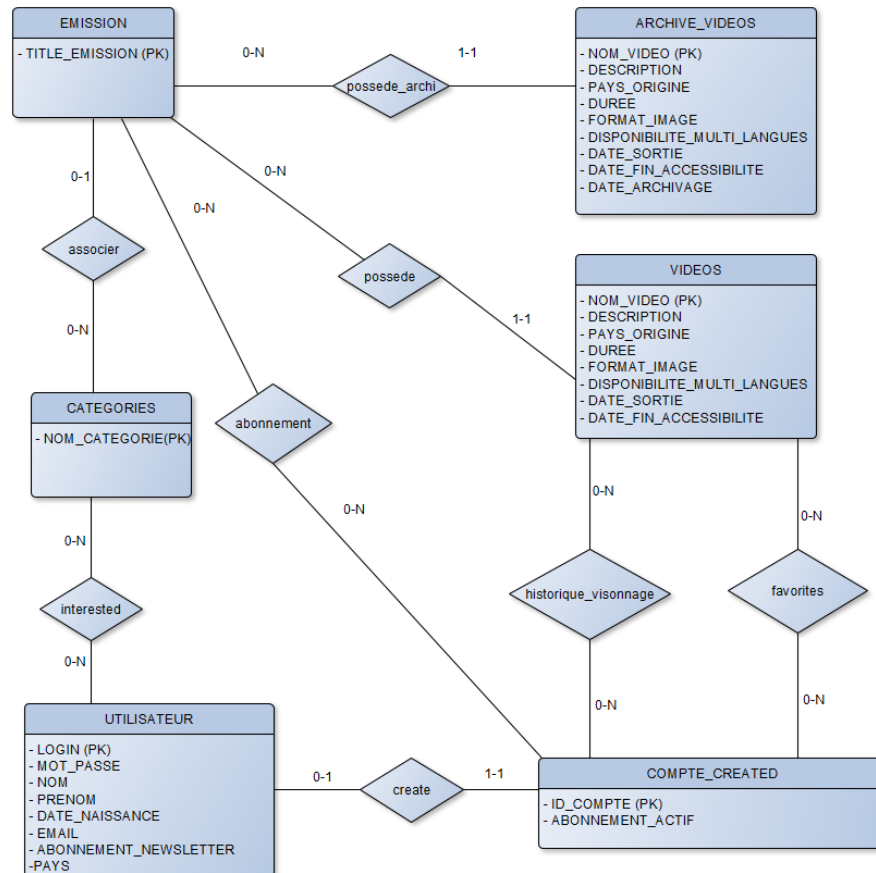 EMISSION
- TITLE_EMISSION (PK)
0-N
possede_archi
1-1
ARCHIVE_VIDEOS
- NOM_VIDEO (PK)
- DESCRIPTION
- PAYS_ORIGINE
- DUREE
- FORMAT_IMAGE
- DISPONIBILITE_MULTI_LANGUES
- DATE_SORTIE
- DATE_FIN_ACCESSIBILITE
- DATE_ARCHIVAGE
0-1
0-N
0-N
associer
possede
1-1
0-N
VIDEOS
- NOM_VIDEO (PK)
- DESCRIPTION
- PAYS_ORIGINE
- DUREE
- FORMAT_IMAGE
- DISPONIBILITE_MULTI_LANGUES
- DATE_SORTIE
- DATE_FIN_ACCESSIBILITE
CATEGORIES
- NOM_CATEGORIE(PK)
abonnement
0-N
0-N
0-N
0-N
interested
historique_visonnage
favorites
0-N
0-N
0-N
UTILISATEUR
- LOGIN (PK)
- MOT_PASSE
- NOM
- PRENOM
- DATE_NAISSANCE
- EMAIL
- ABONNEMENT_NEWSLETTER
-PAYS
0-1
create
1-1
COMPTE_CREATED
- ID_COMPTE (PK)
- ABONNEMENT_ACTIF